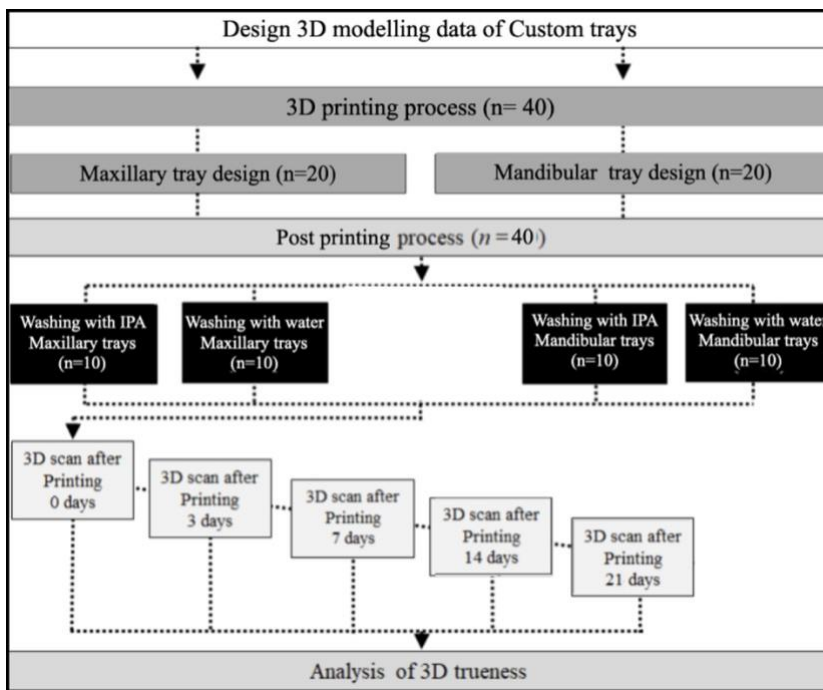 Design 3D modelling data of Custom trays
3D printing process (n= 40)
Maxillary tray design (n=20)
Mandibular tray design (n=20)
Post printing process (n =40)
Washing with IPA
Maxillary trays
(n=10)
Washing with water
Maxillary trays
(n=10)
Washing with IPA
Mandibular trays
(n=10)
Washing with water
Mandibular trays
(n=10)
3D scan after
Printing
0 days
3D scan after
Printing
3 days
3D scan after
Printing
7 days
3D scan after
Printing
14 days
3D scan after
Printing
21 days
Analysis of 3D trueness